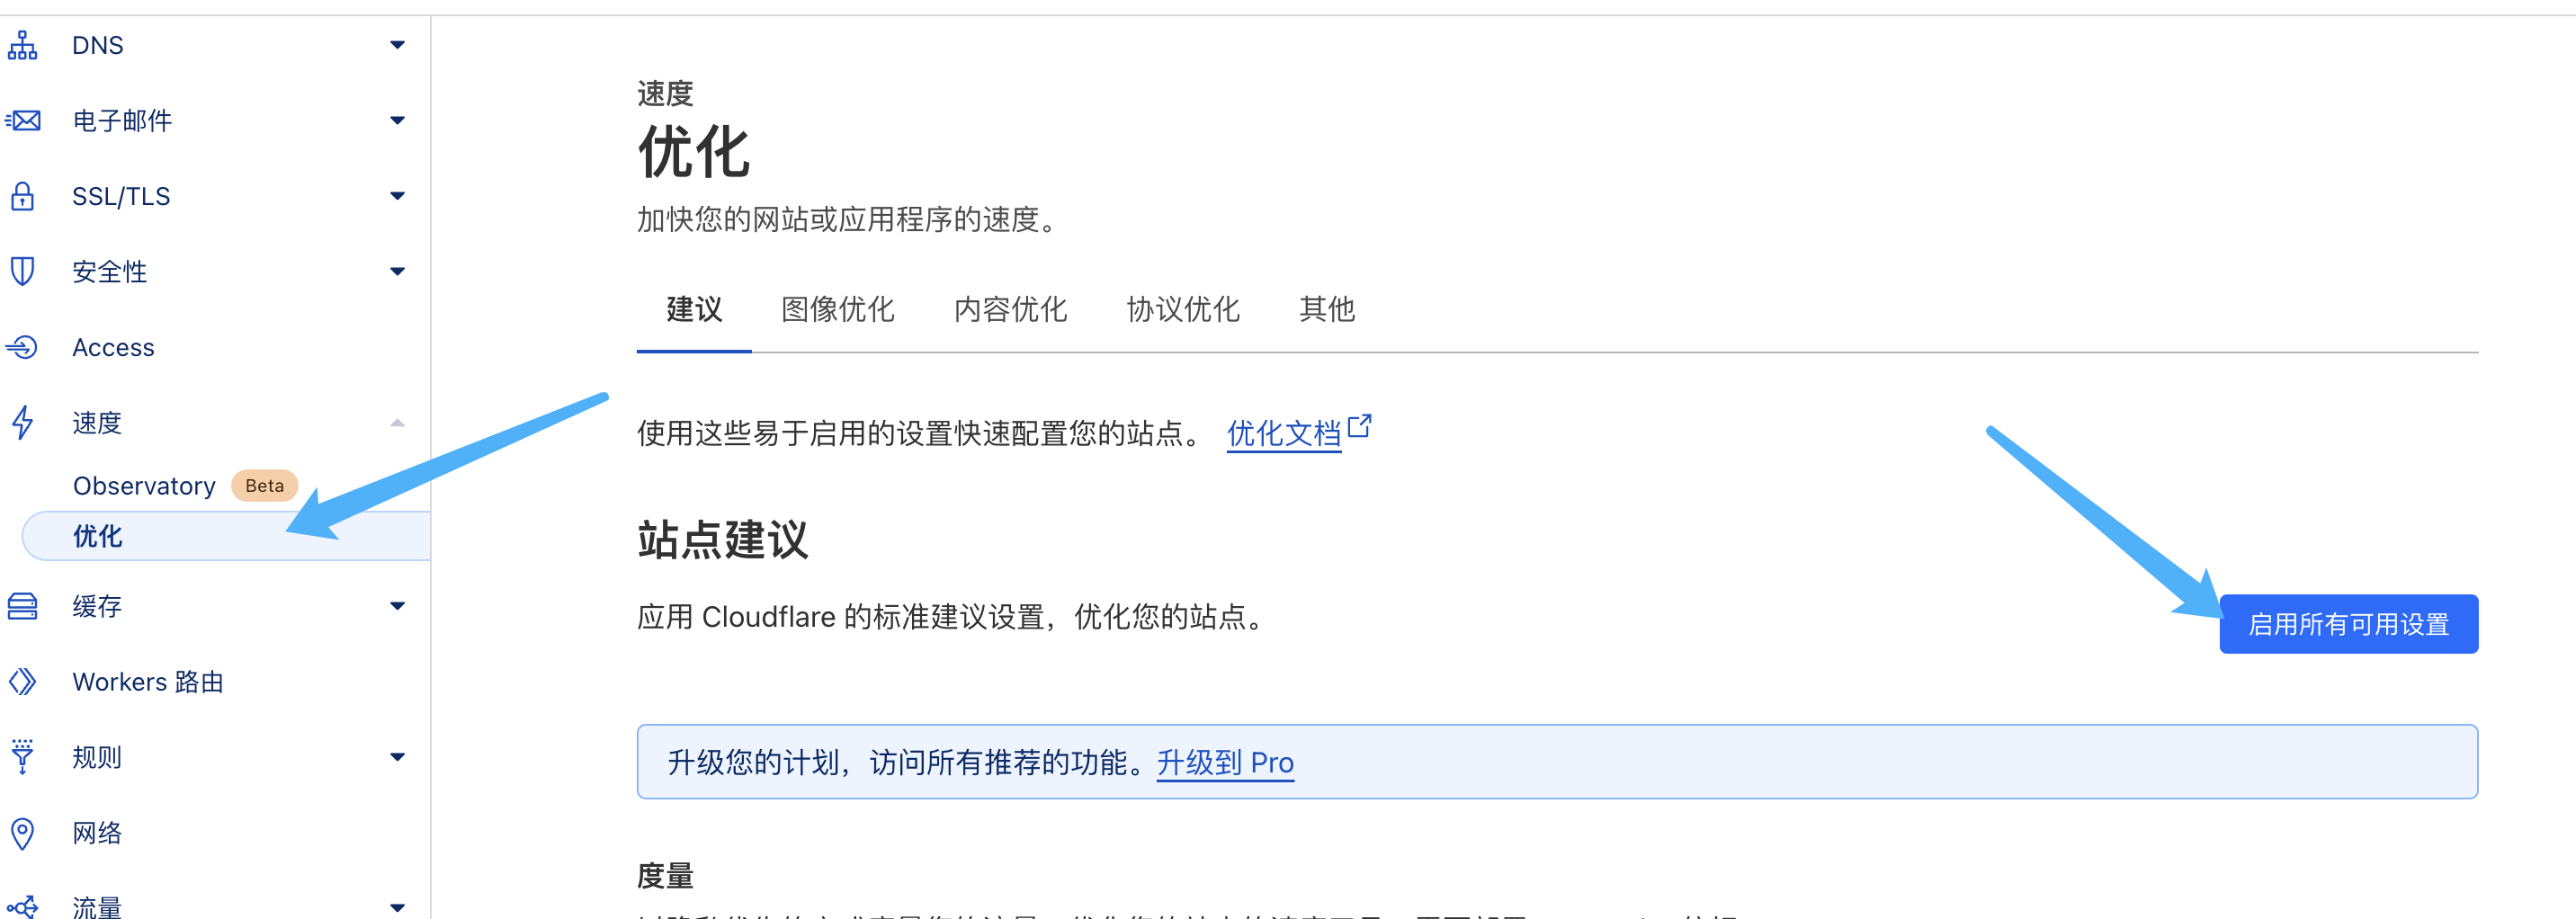 DNS
电子邮件
SSL/TLS
安全性
Access
速度
Observatory Beta
优化
缓存
Workers 路由
规则
网络
流量
速度
优化
加快您的网站或应用程序的速度。
建议 图像优化 内容优化 协议优化 其他
使用这些易于启用的设置快速配置您的站点。 优化文档
站点建议
应用 Cloudflare 的标准建议设置，优化您的站点。
启用所有可用设置
升级您的计划，访问所有推荐的功能。升级到 Pro
度量